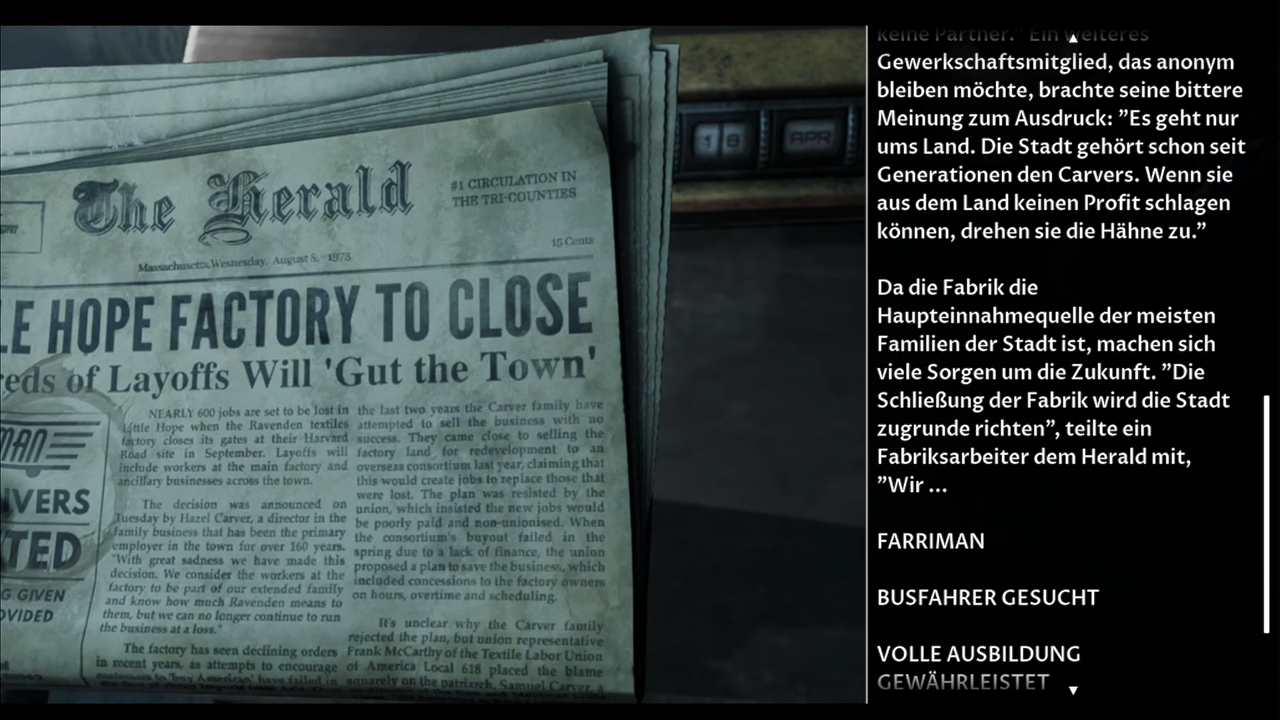 The Herald
#1 CIRCULATION IN
THE TRI-COUNTIES
15 Cents
Massachusetts, Wesnesday, August 8, 1973
LE HOPE FACTORY TO CLOSE
reds of Layoffs Will 'Gut the Town'
MAN
IVERS
TED
G GIVEN
OVIDED
NEARLY 600 jobs are set to be lost in
Little Hope when the Ravenden textiles
factory closes its gates at their Harvard
Road site in September. Layoffs will
include workers at the main factory and
ancillary businesses across the town.
The decision was announced on
Tuesday by Hazel Carver, a director in the
family business that has been the primary
employer in the town for over 160 years.
"With great sadness we have made this
decision. We consider the workers at the
factory to be part of our extended family
and know how much Ravenden means to
them, but we can no longer continue to run
the business at a loss."
The factory has seen declining orders
in recent years, as attempts to encourage
customers to 'buy American' have failed in
the last two years the Carver family have
attempted to sell the business with no
success. They came close to selling the
factory land for redevelopment to an
overseas consortium last year, claiming that
this would create jobs to replace those that
were lost. The plan was resisted by the
union, which insisted the new jobs would
be poorly paid and non-unionised. When
the consortium's buyout failed in the
spring due to a lack of finance, the union
proposed a plan to save the business, which
included concessions to the factory owners
on hours, overtime and scheduling.
It's unclear why the Carver family
rejected the plan, but union representative
Frank McCarthy of the Textile Labor Union
of America Local 618 placed the blame
squarely on the patriarch, Samuel Carver, a
18 APR
keine Partner." Ein weiteres
Gewerkschaftsmitglied, das anonym
bleiben möchte, brachte seine bittere
Meinung zum Ausdruck: "Es geht nur
ums Land. Die Stadt gehört schon seit
Generationen den Carvers. Wenn sie
aus dem Land keinen Profit schlagen
können, drehen sie die Hähne zu."
Da die Fabrik die
Haupteinnahmequelle der meisten
Familien der Stadt ist, machen sich
viele Sorgen um die Zukunft. "Die
Schließung der Fabrik wird die Stadt
zugrunde richten", teilte ein
Fabriksarbeiter dem Herald mit,
"Wir ...
FARRIMAN
BUSFAHRER GESUCHT
VOLLE AUSBILDUNG
GEWÄHRLEISTET